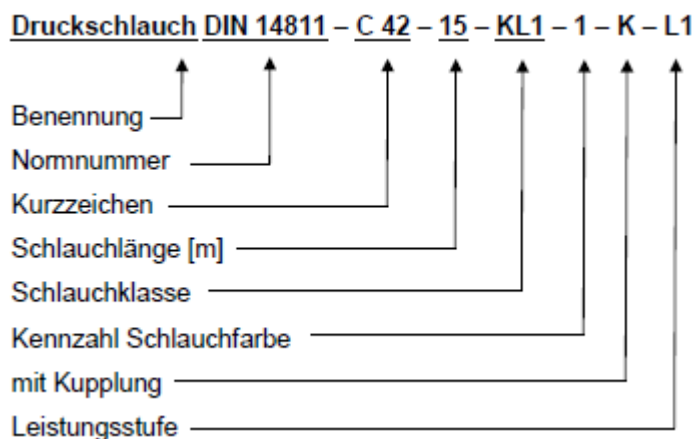 Druckschlauch DIN 14811 – C 42 – 15 – KL1 – 1 – K – L1
Benennung
Normnummer
Kurzzeichen
Schlauchlänge [m]
Schlauchklasse
Kennzahl Schlauchfarbe
mit Kupplung
Leistungsstufe